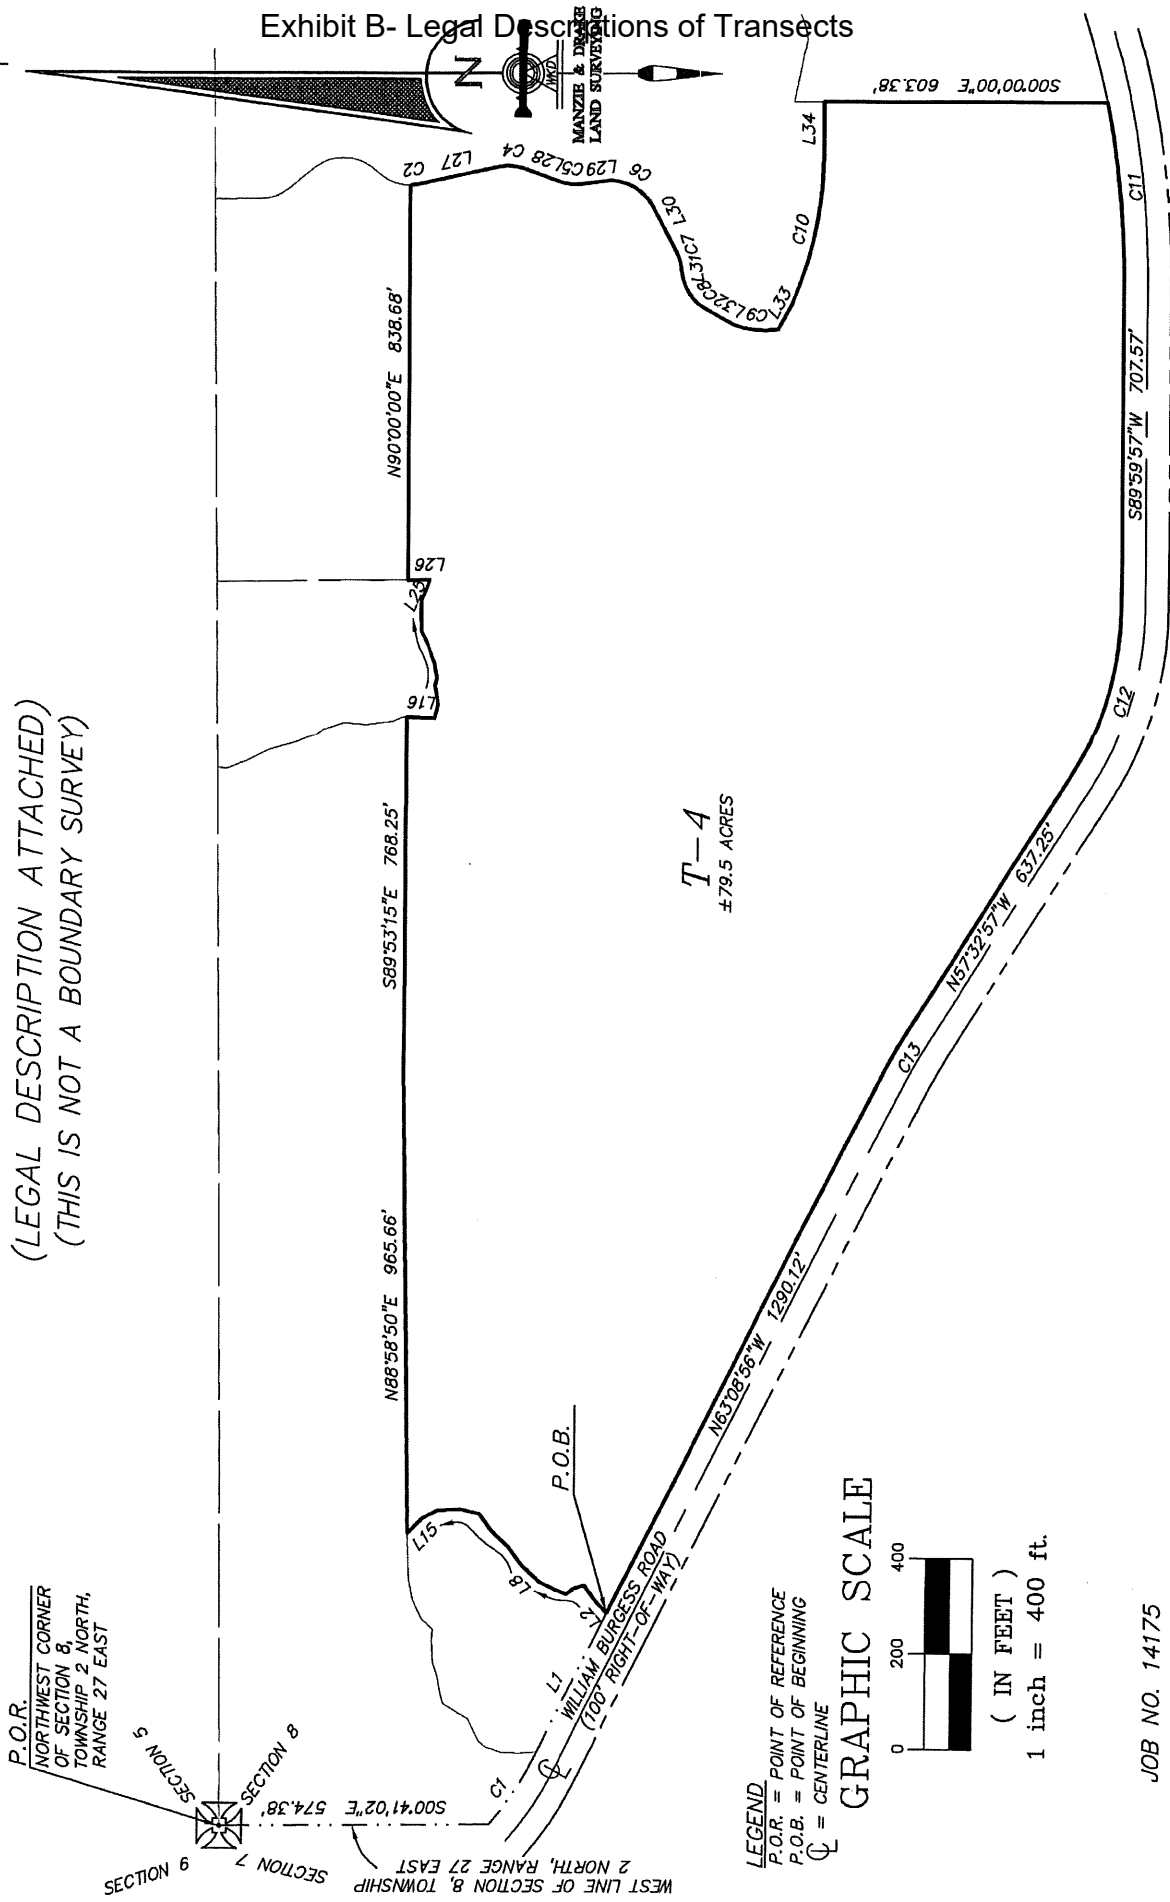 Exhibit B- Legal Descriptions of Transects
(LEGAL DESCRIPTION ATTACHED)
(THIS IS NOT A BOUNDARY SURVEY)
N
MKD
MANZIE & DRAKE
LAND SURVEYING
P.O.R.
NORTHWEST CORNER
OF SECTION 8,
TOWNSHIP 2 NORTH,
RANGE 27 EAST
SECTION 5
SECTION 8
SECTION 6
SECTION 7
S00°41'02"E 574.38'
WEST LINE OF SECTION 8, TOWNSHIP
2 NORTH, RANGE 27 EAST
C1
L1
WILLIAM BURGESS ROAD
(100' RIGHT-OF-WAY)
P.O.B.
L2
L8
L15
N88°58'50"E 965.66'
S89°53'15"E 768.25'
L16
L25
L26
N90°00'00"E 838.68'
C2
L27
C4
L28
C5
L29
C6
L30
C7
L31
C8
L32
C9
L33
C10
L34
S00°00'00"E 603.38'
C11
S89°59'57"W 707.57'
C12
N57°32'57"W 637.25'
C13
N63°08'56"W 1290.12'
T-4
±79.5 ACRES
LEGEND
P.O.R. = POINT OF REFERENCE
P.O.B. = POINT OF BEGINNING
℄ = CENTERLINE
GRAPHIC SCALE
0 200 400
( IN FEET )
1 inch = 400 ft.
JOB NO. 14175